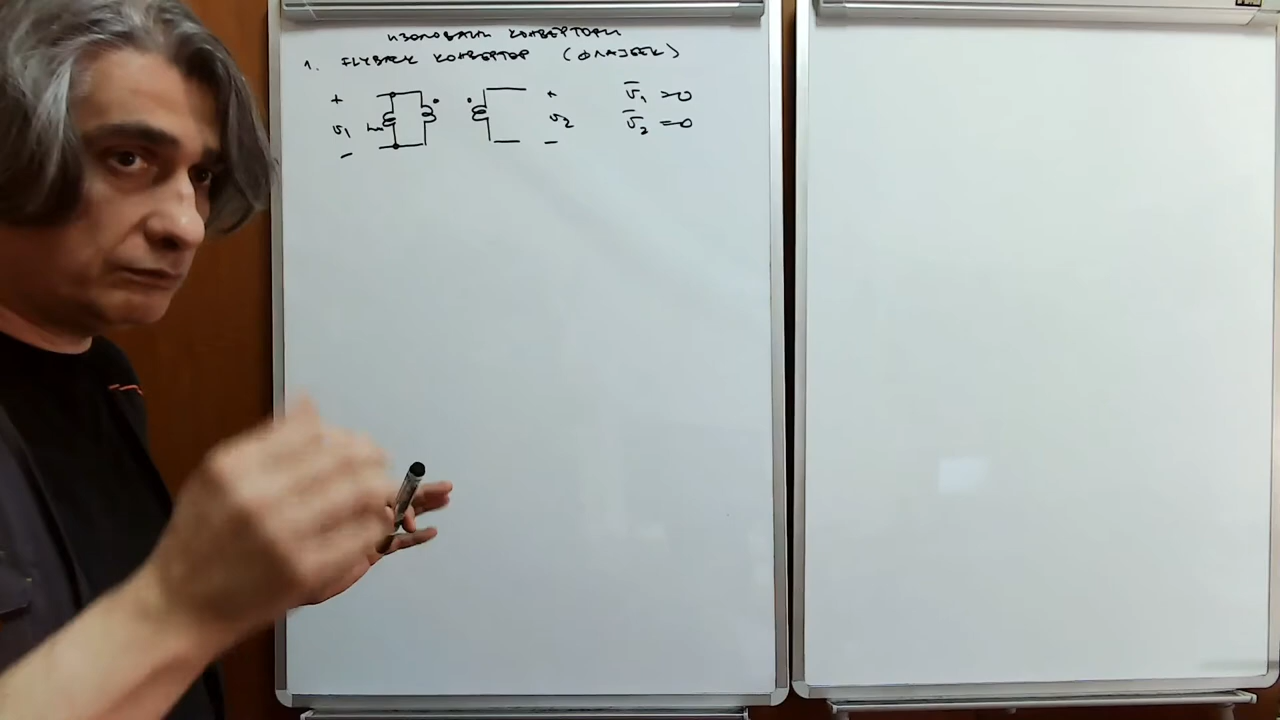 ИЗОЛОВАНИ КОНВЕРТОРИ
1. FLYBACK КОНВЕРТОР (ФЛАЈБЕК)
+ + v̄₁ = 0
v₁ Lm v₂ v̄₂ = 0
− −